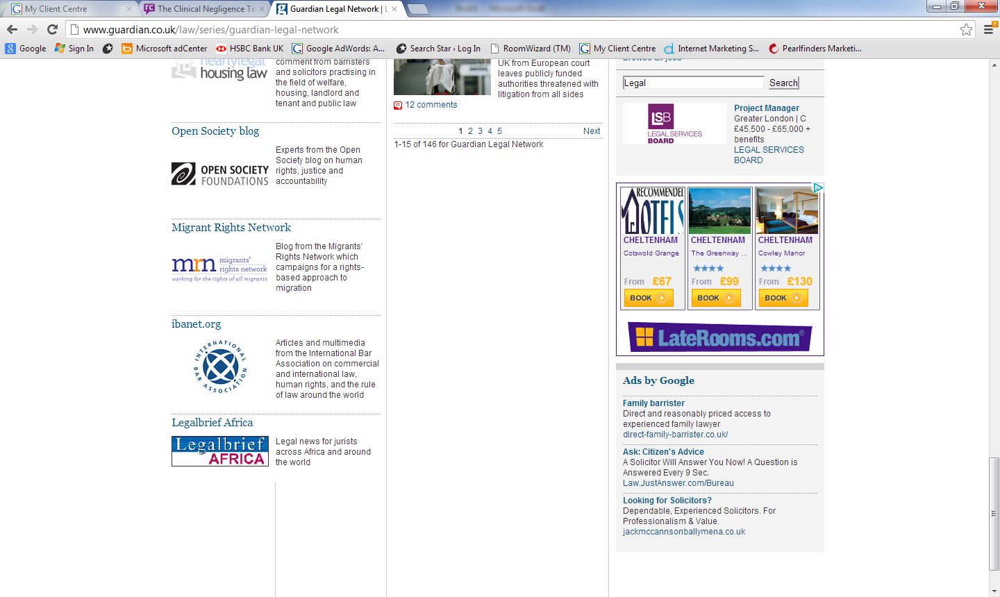 My Client Centre
The Clinical Negligence Te
Guardian Legal Network | L
www.guardian.co.uk/law/series/guardian-legal-network
Google
Sign In
Microsoft adCenter
HSBC Bank UK
Google AdWords: A...
Search Star › Log In
RoomWizard (TM)
My Client Centre
Internet Marketing S...
Pearlfinders Marketi...
nearlylegal
housing law
comment from barristers
and solicitors practising in
the field of welfare,
housing, landlord and
tenant and public law
Open Society blog
OPEN SOCIETY
FOUNDATIONS
Experts from the Open
Society blog on human
rights, justice and
accountability
Migrant Rights Network
mrn migrants'
rights network
working for the rights of all migrants
Blog from the Migrants'
Rights Network which
campaigns for a rights-
based approach to
migration
ibanet.org
INTERNATIONAL
BAR ASSOCIATION
Articles and multimedia
from the International Bar
Association on commercial
and international law,
human rights, and the rule
of law around the world
Legalbrief Africa
Legalbrief
AFRICA
Legal news for jurists
across Africa and around
the world
UK from European court
leaves publicly funded
authorities threatened with
litigation from all sides
12 comments
1 2 3 4 5 Next
1-15 of 146 for Guardian Legal Network
Browse all jobs
Legal Search
LSB
LEGAL SERVICES
BOARD
Project Manager
Greater London | C
£45,500 - £65,000 +
benefits
LEGAL SERVICES
BOARD
RECOMMENDED
HOTELS
CHELTENHAM
Cotswold Grange
From £67
BOOK
CHELTENHAM
The Greenway ...
From £99
BOOK
CHELTENHAM
Cowley Manor
From £130
BOOK
LateRooms.com®
Ads by Google
Family barrister
Direct and reasonably priced access to
experienced family lawyer
direct-family-barrister.co.uk/
Ask: Citizen's Advice
A Solicitor Will Answer You Now! A Question is
Answered Every 9 Sec.
Law.JustAnswer.com/Bureau
Looking for Solicitors?
Dependable, Experienced Solicitors. For
Professionalism & Value.
jackmccannsonballymena.co.uk